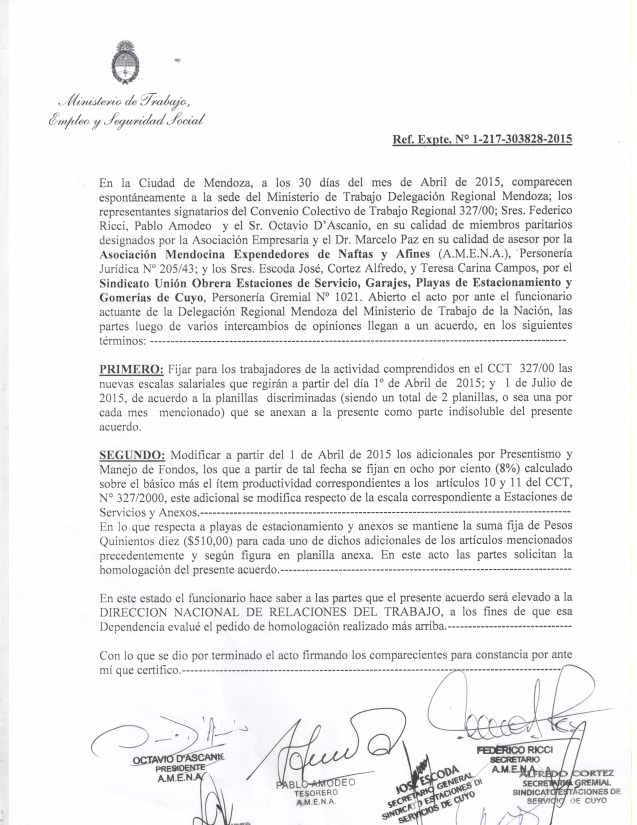 Ministerio de Trabajo,
Empleo y Seguridad Social
Ref. Expte. N° 1-217-303828-2015
En la Ciudad de Mendoza, a los 30 días del mes de Abril de 2015, comparecen
espontáneamente a la sede del Ministerio de Trabajo Delegación Regional Mendoza; los
representantes signatarios del Convenio Colectivo de Trabajo Regional 327/00; Sres. Federico
Ricci, Pablo Amodeo y el Sr. Octavio D'Ascanio, en su calidad de miembros paritarios
designados por la Asociación Empresaria y el Dr. Marcelo Paz en su calidad de asesor por la
Asociación Mendocina Expendedores de Naftas y Afines (A.M.E.N.A.), Personería
Jurídica N° 205/43; y los Sres. Escoda José, Cortez Alfredo, y Teresa Carina Campos, por el
Sindicato Unión Obrera Estaciones de Servicio, Garajes, Playas de Estacionamiento y
Gomerías de Cuyo, Personería Gremial N° 1021. Abierto el acto por ante el funcionario
actuante de la Delegación Regional Mendoza del Ministerio de Trabajo de la Nación, las
partes luego de varios intercambios de opiniones llegan a un acuerdo, en los siguientes
términos: ------------------------------------------------------------------------
PRIMERO: Fijar para los trabajadores de la actividad comprendidos en el CCT 327/00 las
nuevas escalas salariales que regirán a partir del día 1º de Abril de 2015; y 1 de Julio de
2015, de acuerdo a la planillas discriminadas (siendo un total de 2 planillas, o sea una por
cada mes mencionado) que se anexan a la presente como parte indisoluble del presente
acuerdo.
SEGUNDO: Modificar a partir del 1 de Abril de 2015 los adicionales por Presentismo y
Manejo de Fondos, los que a partir de tal fecha se fijan en ocho por ciento (8%) calculado
sobre el básico más el ítem productividad correspondientes a los artículos 10 y 11 del CCT,
N° 327/2000, este adicional se modifica respecto de la escala correspondiente a Estaciones de
Servicios y Anexos.----------------------------------------------------------------
En lo que respecta a playas de estacionamiento y anexos se mantiene la suma fija de Pesos
Quinientos diez ($510,00) para cada uno de dichos adicionales de los artículos mencionados
precedentemente y según figura en planilla anexa. En este acto las partes solicitan la
homologación del presente acuerdo.--------------------------------------------------
En este estado el funcionario hace saber a las partes que el presente acuerdo será elevado a la
DIRECCION NACIONAL DE RELACIONES DEL TRABAJO, a los fines de que esa
Dependencia evalué el pedido de homologación realizado más arriba.---------------------
Con lo que se dio por terminado el acto firmando los comparecientes para constancia por ante
mí que certifico.----------------------------------------------------------------------
OCTAVIO D'ASCANIO
PRESIDENTE
A.M.E.N.A.
PABLO AMODEO
TESORERO
A.M.E.N.A.
JOSE ESCODA
SECRETARIO GENERAL
SINDICATO ESTACIONES DE
SERVICIOS DE CUYO
FEDERICO RICCI
SECRETARIO
A.M.E.N.A.
ALFREDO CORTEZ
SECRETARIA GREMIAL
SINDICATO ESTACIONES DE
SERVICIO DE CUYO